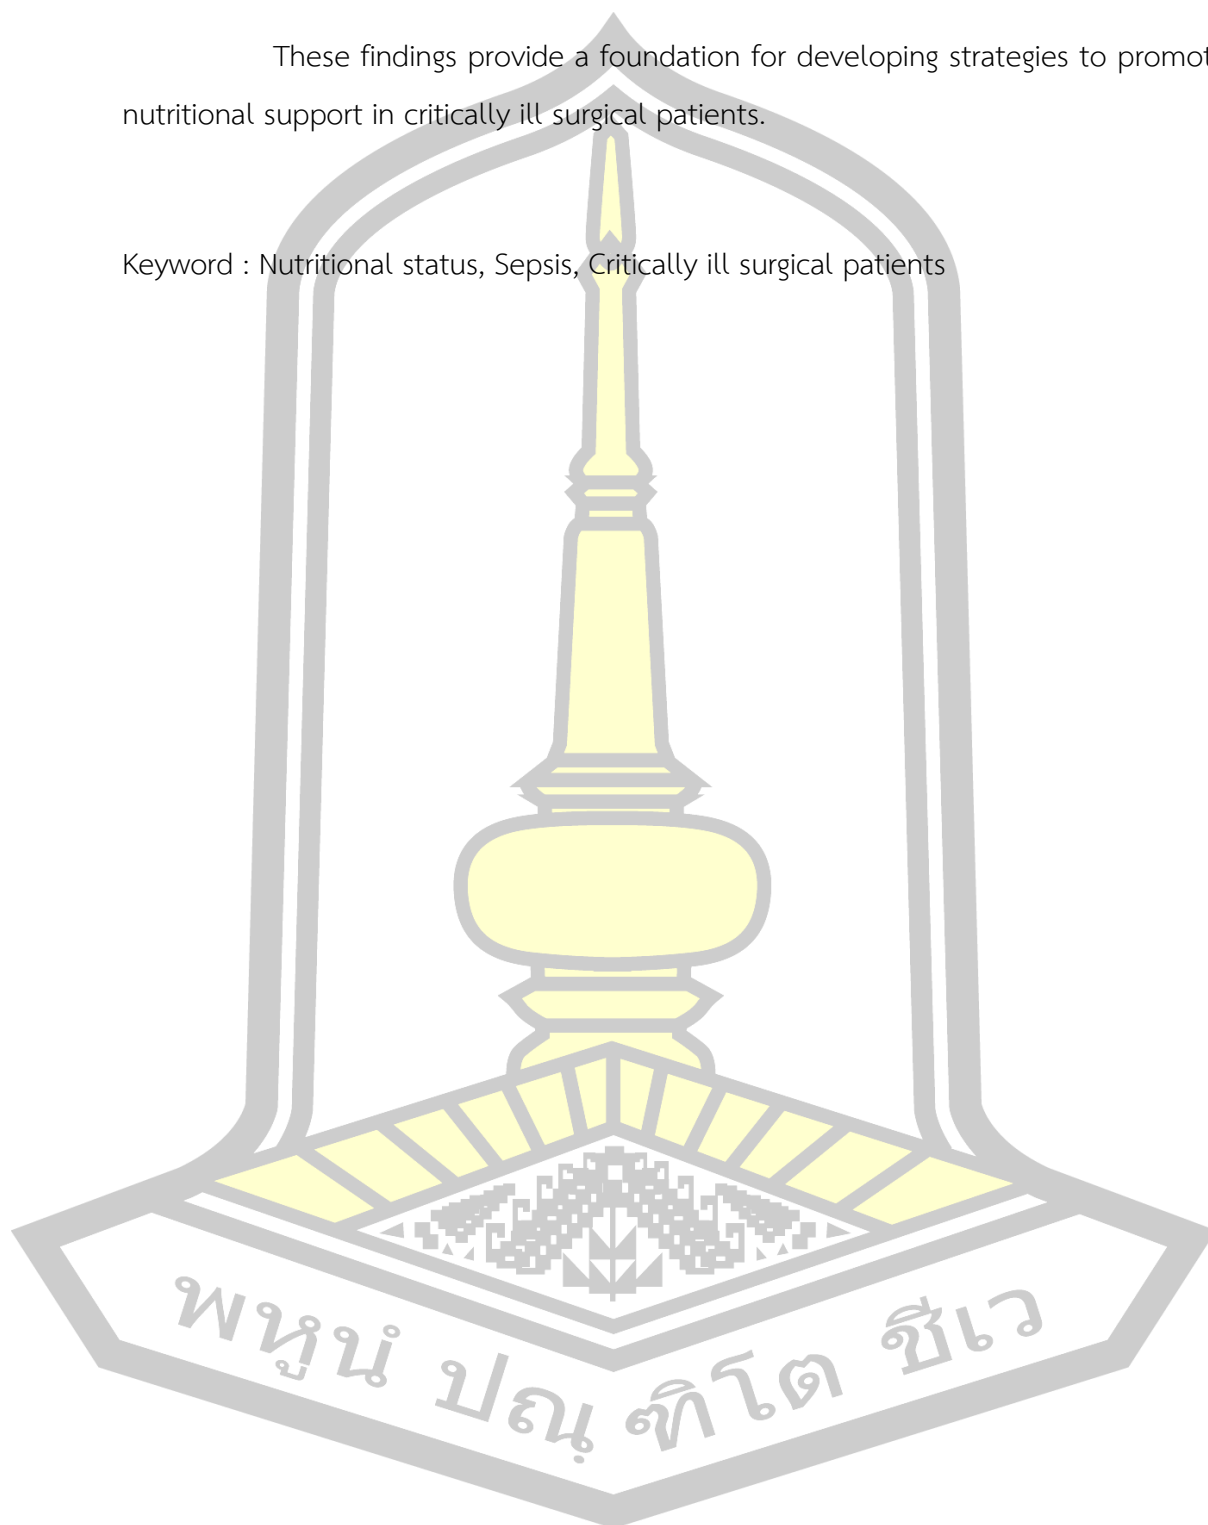 These findings provide a foundation for developing strategies to promot
nutritional support in critically ill surgical patients.
Keyword : Nutritional status, Sepsis, Critically ill surgical patients
พหูนํ ปณฺฑิโต ชีเว